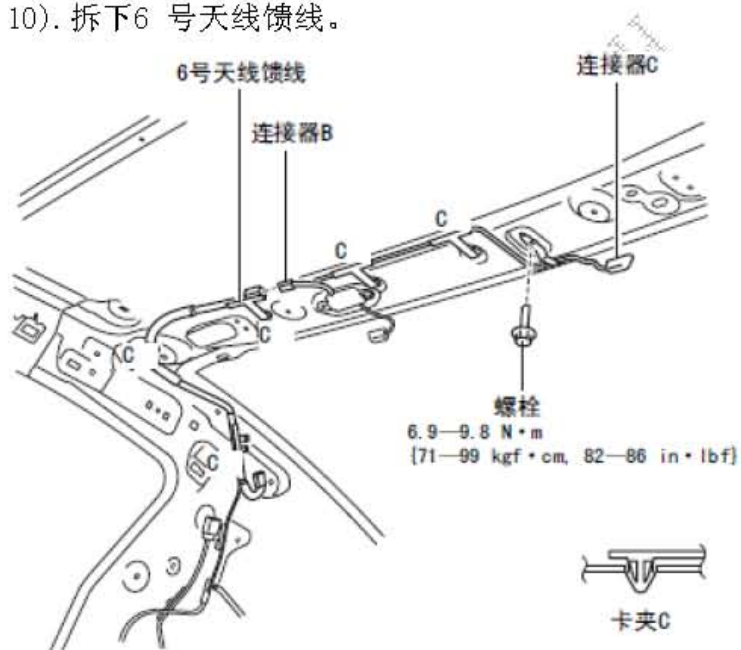 10).拆下6 号天线馈线。
连接器C
6号天线馈线
连接器B
C
C
C
C
C
螺栓
6.9—9.8 N·m
{71—99 kgf·cm, 82—86 in·lbf}
卡夹C